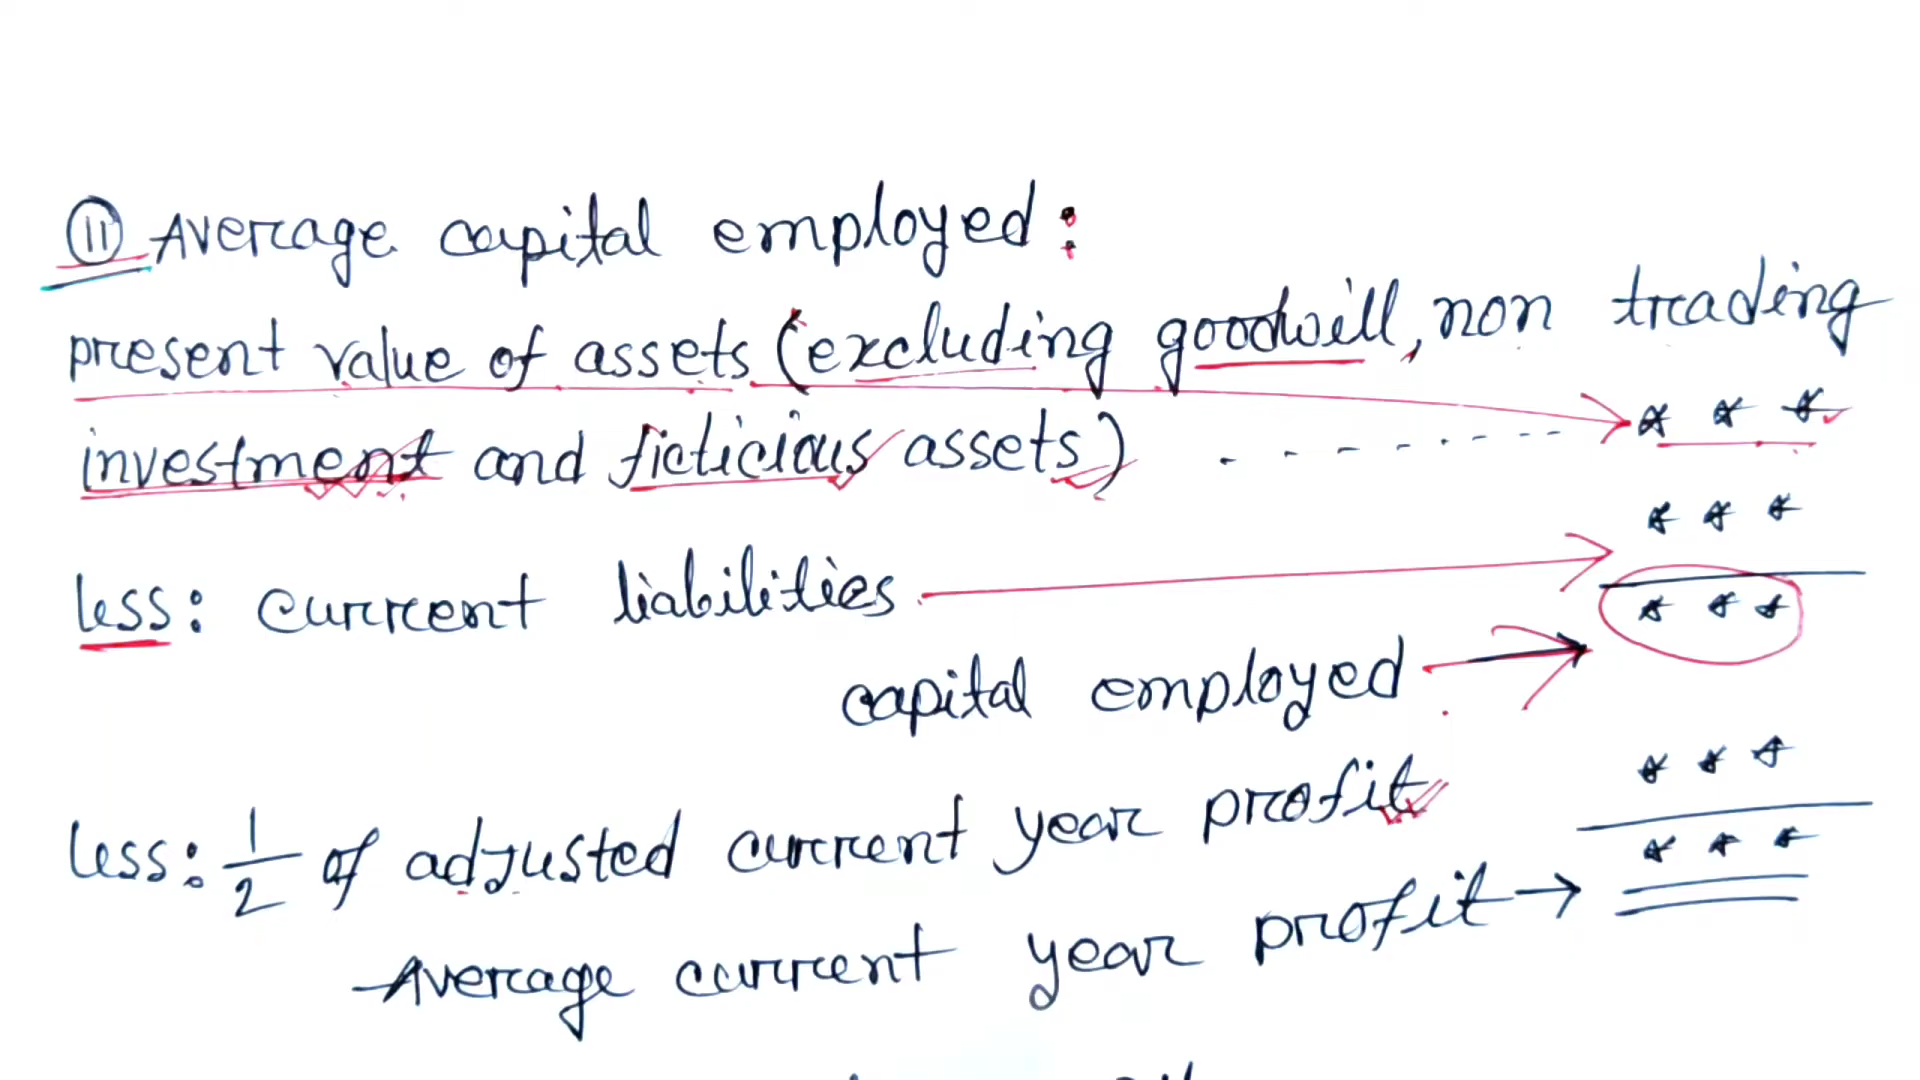 11 Average capital employed:
present value of assets (excluding goodwill, non trading
investment and ficticious assets) . - - - . - - - * * *
* * *
less: current liabilities
* * *
capital employed →
* * *
less: 1/2 of adjusted current year profit
* * *
Average current year profit →